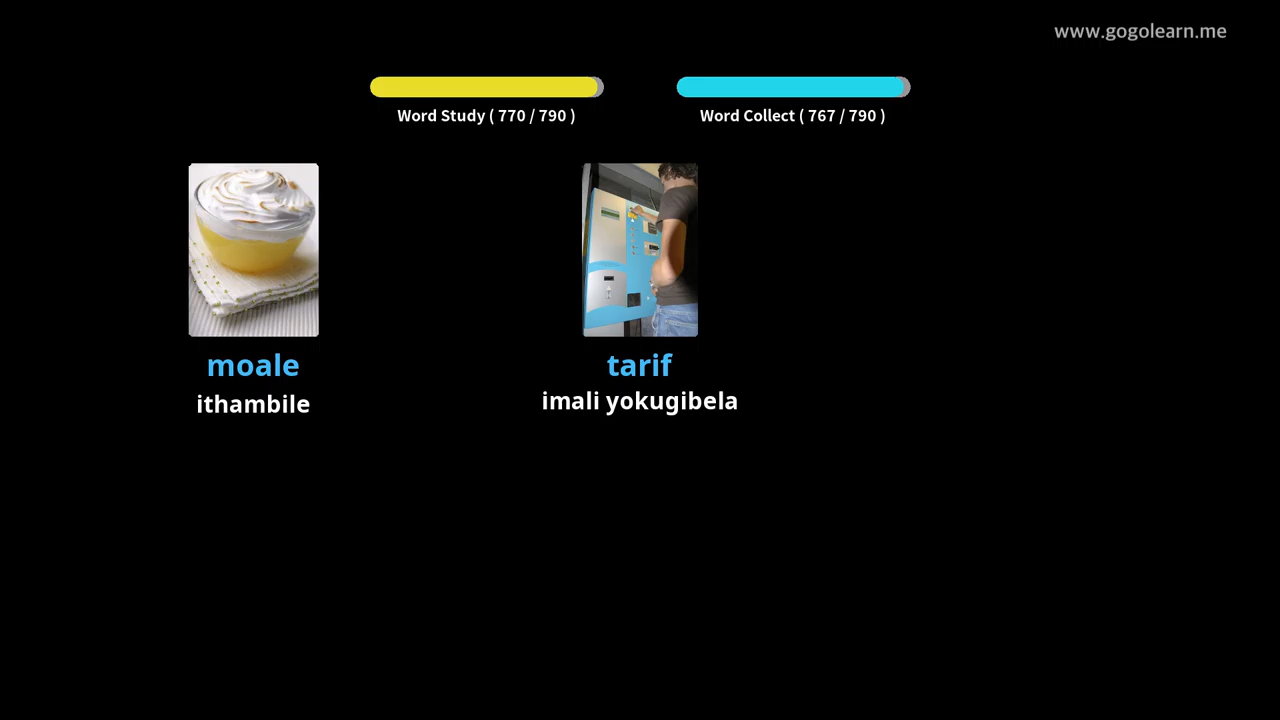 www.gogolearn.me
Word Study ( 770 / 790 )
Word Collect ( 767 / 790 )
moale
tarif
ithambile
imali yokugibela